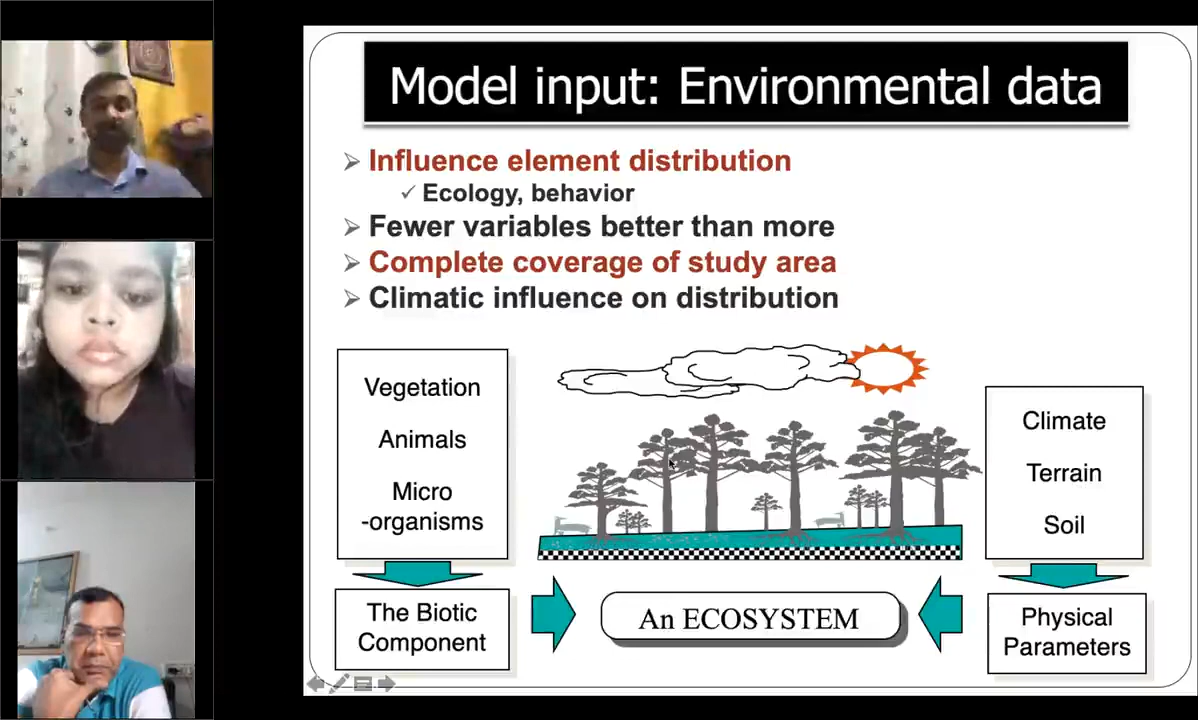 Model input: Environmental data
Influence element distribution
Ecology, behavior
Fewer variables better than more
Complete coverage of study area
Climatic influence on distribution
Vegetation
Animals
Micro
-organisms
The Biotic
Component
An ECOSYSTEM
Climate
Terrain
Soil
Physical
Parameters